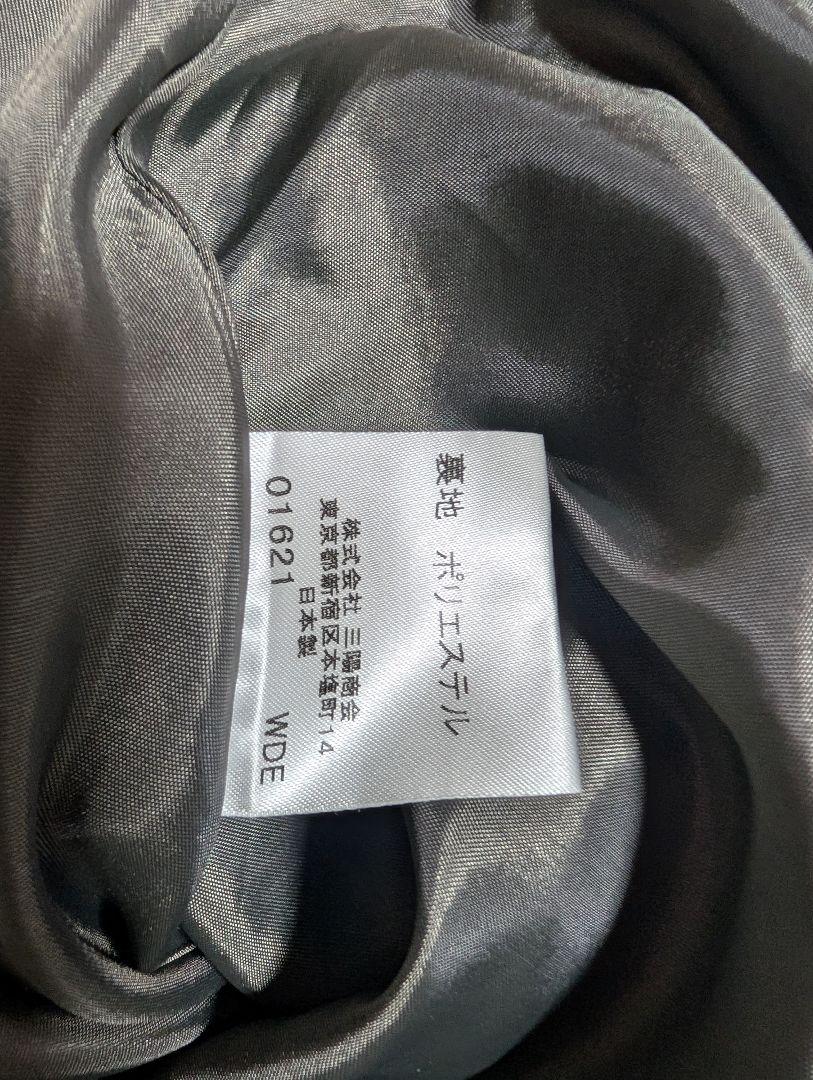 裏地 ポリエステル
株式会社 三陽商会
東京都新宿区本塩町14
日本製
01621 WDE